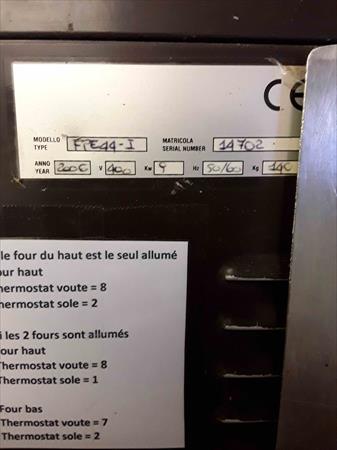 CE
MODELLO
TYPE
FPE44-I
MATRICOLA
SERIAL NUMBER
14702
ANNO
YEAR
V
400
Kw
9
Hz
50/60
Kg
140
le four du haut est le seul allumé
our haut
hermostat voute = 8
hermostat sole = 2
i les 2 fours sont allumés
our haut
Thermostat voute = 8
Thermostat sole = 1
Four bas
Thermostat voute = 7
Thermostat sole = 2